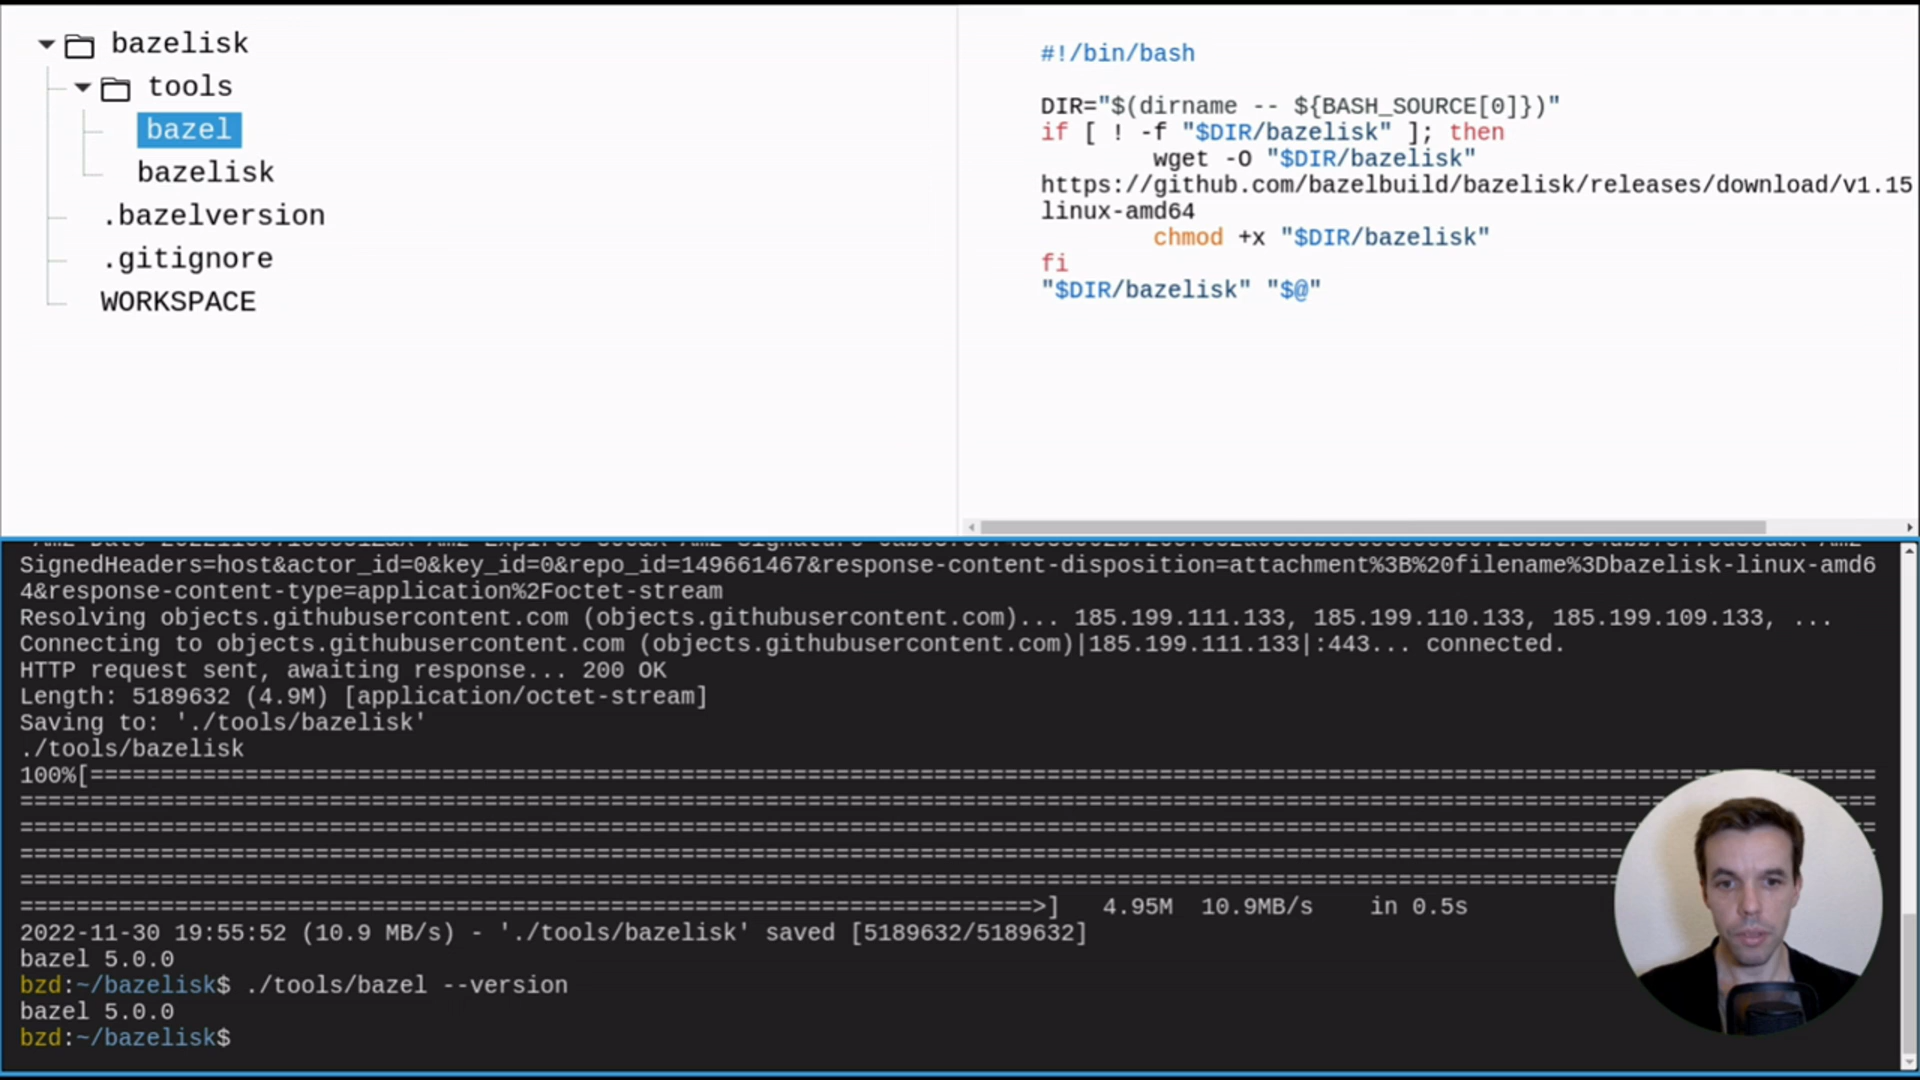 bazelisk
tools
bazel
bazelisk
.bazelversion
.gitignore
WORKSPACE
#!/bin/bash
DIR="$(dirname -- ${BASH_SOURCE[0]})"
if [ ! -f "$DIR/bazelisk" ]; then
wget -O "$DIR/bazelisk"
https://github.com/bazelbuild/bazelisk/releases/download/v1.15
linux-amd64
chmod +x "$DIR/bazelisk"
fi
"$DIR/bazelisk" "$@"
SignedHeaders=host&actor_id=0&key_id=0&repo_id=149661467&response-content-disposition=attachment%3B%20filename%3Dbazelisk-linux-amd6
4&response-content-type=application%2Foctet-stream
Resolving objects.githubusercontent.com (objects.githubusercontent.com)... 185.199.111.133, 185.199.110.133, 185.199.109.133, ...
Connecting to objects.githubusercontent.com (objects.githubusercontent.com)|185.199.111.133|:443... connected.
HTTP request sent, awaiting response... 200 OK
Length: 5189632 (4.9M) [application/octet-stream]
Saving to: './tools/bazelisk'
./tools/bazelisk
100%[=====================================================================>] 4.95M 10.9MB/s in 0.5s
2022-11-30 19:55:52 (10.9 MB/s) - './tools/bazelisk' saved [5189632/5189632]
bazel 5.0.0
bzd:~/bazelisk$ ./tools/bazel --version
bazel 5.0.0
bzd:~/bazelisk$